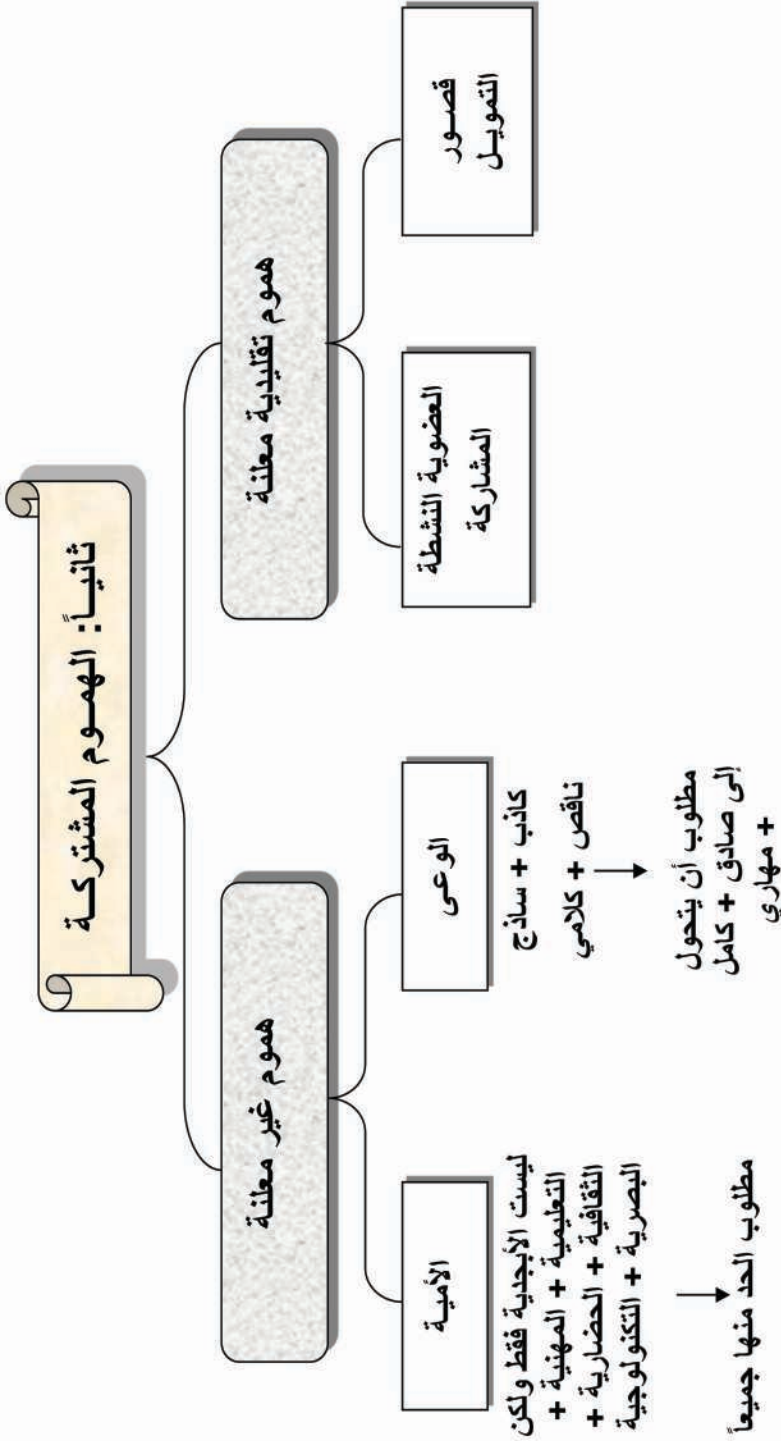 ثانياً: الهموم المشتركة
هموم تقليدية معلنة
هموم غير معلنة
قصور
التمويل
العضوية النشطة
المشاركة
الوعى
كاذب + ساذج
ناقص + كلامي
مطلوب أن يتحول
إلى صادق + كامل
+ مهاري
الأمية
ليست الأبجدية فقط ولكن
التعليمية + المهنية +
الثقافية + الحضارية +
البصرية + التكنولوجية
مطلوب الحد منها جميعاً